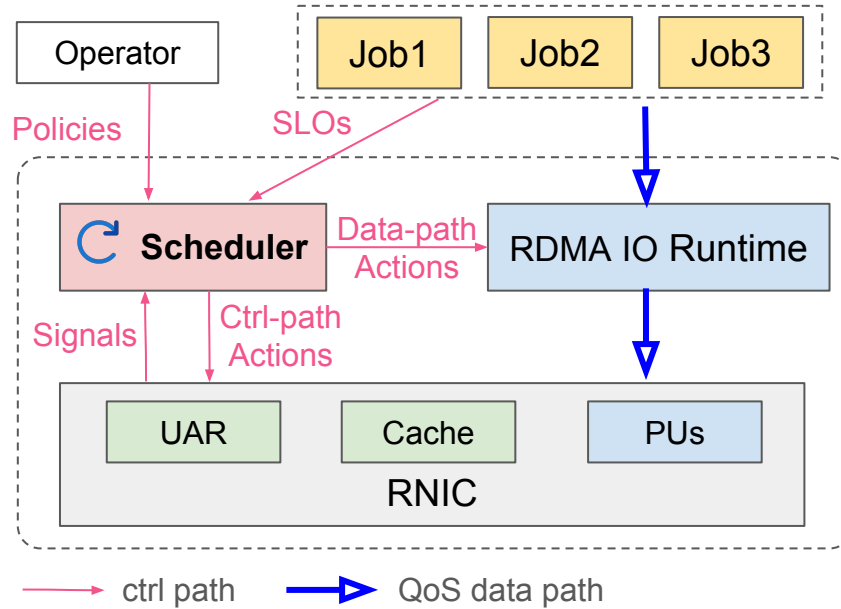 Operator
Job1
Job2
Job3
Policies
SLOs
Scheduler
Data-path
Actions
RDMA IO Runtime
Signals
Ctrl-path
Actions
UAR
Cache
PUs
RNIC
ctrl path
QoS data path